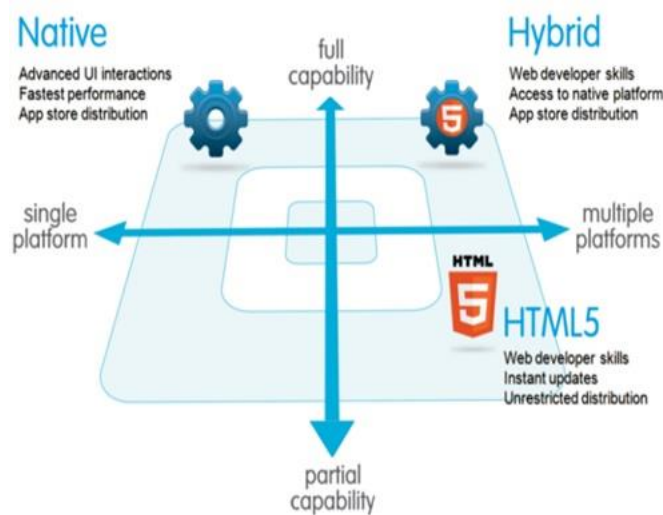 Native
Advanced UI interactions
Fastest performance
App store distribution
full
capability
Hybrid
Web developer skills
Access to native platform
App store distribution
5
single
platform
multiple
platforms
HTML
5
HTML5
Web developer skills
Instant updates
Unrestricted distribution
partial
capability